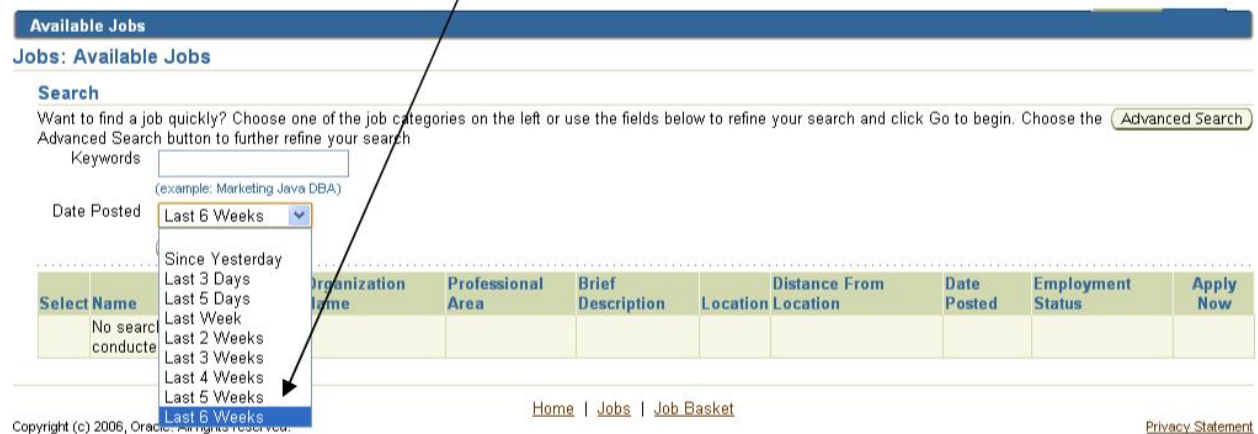 Available Jobs
Jobs: Available Jobs
Search
Want to find a job quickly? Choose one of the job categories on the left or use the fields below to refine your search and click Go to begin. Choose the Advanced Search
Advanced Search button to further refine your search
Keywords
(example: Marketing Java DBA)
Date Posted Last 6 Weeks
Since Yesterday
Last 3 Days
Last 5 Days
Last Week
Last 2 Weeks
Last 3 Weeks
Last 4 Weeks
Last 5 Weeks
Last 6 Weeks
Organization Professional Brief Distance From Date Employment Apply
Select Name Name Area Description Location Location Posted Status Now
No search
conducte
Home | Jobs | Job Basket
Copyright (c) 2006, Oracle. All rights reserved. Privacy Statement